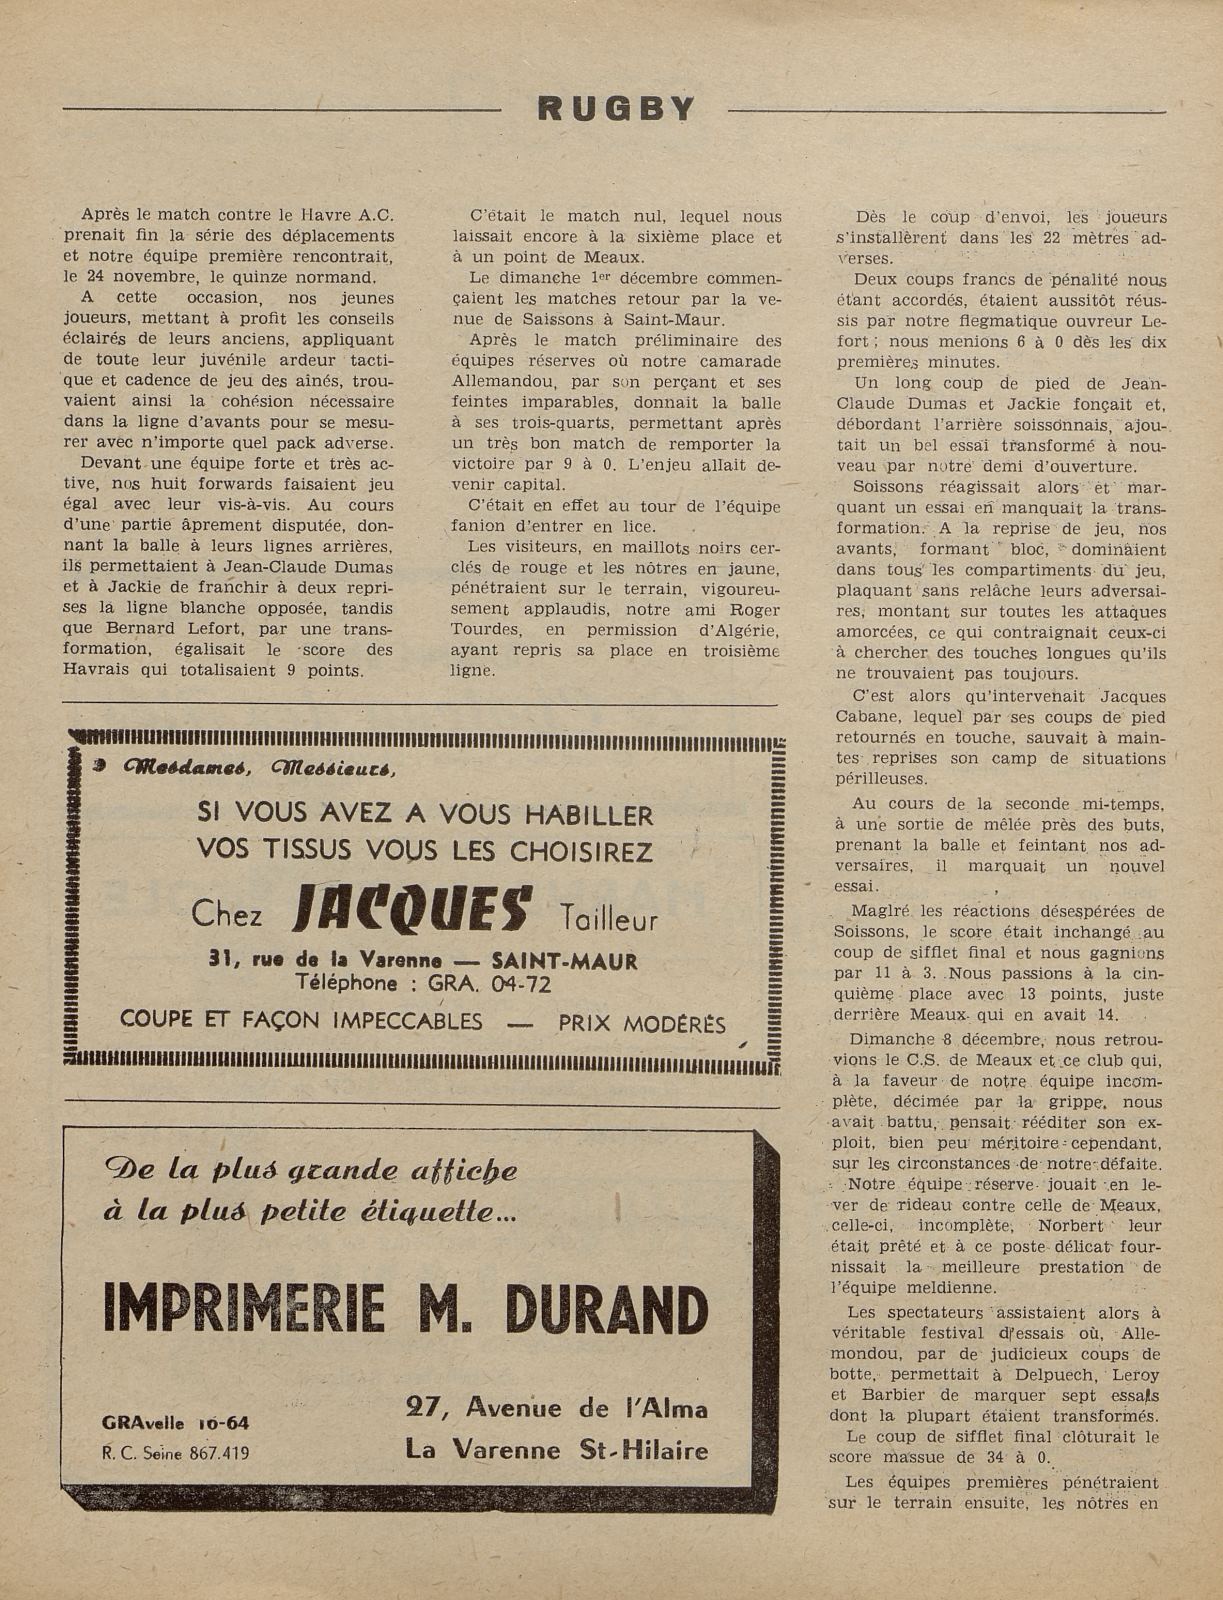 RUGBY
Après le match contre le Havre A.C.
prenait fin la série des déplacements
et notre équipe première rencontrait,
le 24 novembre, le quinze normand.
A cette occasion, nos jeunes
joueurs, mettant à profit les conseils
éclairés de leurs anciens, appliquant
de toute leur juvénile ardeur tacti-
que et cadence de jeu des aînés, trou-
vaient ainsi la cohésion nécessaire
dans la ligne d'avants pour se mesu-
rer avec n'importe quel pack adverse.
Devant une équipe forte et très ac-
tive, nos huit forwards faisaient jeu
égal avec leur vis-à-vis. Au cours
d'une partie âprement disputée, don-
nant la balle à leurs lignes arrières,
ils permettaient à Jean-Claude Dumas
et à Jackie de franchir à deux repri-
ses la ligne blanche opposée, tandis
que Bernard Lefort, par une trans-
formation, égalisait le score des
Havrais qui totalisaient 9 points.
C'était le match nul, lequel nous
laissait encore à la sixième place et
à un point de Meaux.
Le dimanche 1er décembre commen-
çaient les matches retour par la ve-
nue de Saissons à Saint-Maur.
Après le match préliminaire des
équipes réserves où notre camarade
Allemandou, par son perçant et ses
feintes imparables, donnait la balle
à ses trois-quarts, permettant après
un très bon match de remporter la
victoire par 9 à 0. L'enjeu allait de-
venir capital.
C'était en effet au tour de l'équipe
fanion d'entrer en lice.
Les visiteurs, en maillots noirs cer-
clés de rouge et les nôtres en jaune,
pénétraient sur le terrain, vigoureu-
sement applaudis, notre ami Roger
Tourdes, en permission d'Algérie,
ayant repris sa place en troisième
ligne.
Dès le coup d'envoi, les joueurs
s'installèrent dans les 22 mètres ad-
verses.
Deux coups francs de pénalité nous
étant accordés, étaient aussitôt réus-
sis par notre flegmatique ouvreur Le-
fort ; nous menions 6 à 0 dès les dix
premières minutes.
Un long coup de pied de Jean-
Claude Dumas et Jackie fonçait et,
débordant l'arrière soissonnais, ajou-
tait un bel essai transformé à nou-
veau par notre demi d'ouverture.
Soissons réagissait alors et mar-
quant un essai en manquait la trans-
formation. A la reprise de jeu, nos
avants, formant bloc, dominaient
dans tous les compartiments du jeu,
plaquant sans relâche leurs adversai-
res, montant sur toutes les attaques
amorcées, ce qui contraignait ceux-ci
à chercher des touches longues qu'ils
ne trouvaient pas toujours.
C'est alors qu'intervenait Jacques
Cabane, lequel par ses coups de pied
retournés en touche, sauvait à main-
tes reprises son camp de situations
périlleuses.
Au cours de la seconde mi-temps,
à une sortie de mêlée près des buts,
prenant la balle et feintant nos ad-
versaires, il marquait un nouvel
essai.
Maglré les réactions désespérées de
Soissons, le score était inchangé au
coup de sifflet final et nous gagnions
par 11 à 3. Nous passions à la cin-
quième place avec 13 points, juste
derrière Meaux qui en avait 14.
Dimanche 8 décembre, nous retrou-
vions le C.S. de Meaux et ce club qui,
à la faveur de notre équipe incom-
plète, décimée par la grippe, nous
avait battu, pensait rééditer son ex-
ploit, bien peu méritoire cependant,
sur les circonstances de notre défaite.
Notre équipe réserve jouait en le-
ver de rideau contre celle de Meaux,
celle-ci, incomplète, Norbert leur
était prêté et à ce poste délicat four-
nissait la meilleure prestation de
l'équipe meldienne.
Les spectateurs assistaient alors à
véritable festival d'essais où, Alle-
mondou, par de judicieux coups de
botte, permettait à Delpuech, Leroy
et Barbier de marquer sept essais
dont la plupart étaient transformés.
Le coup de sifflet final clôturait le
score massue de 34 à 0.
Les équipes premières pénétraient
sur le terrain ensuite, les nôtres en
Mesdames, Messieurs,
SI VOUS AVEZ A VOUS HABILLER
VOS TISSUS VOUS LES CHOISIREZ
Chez JACQUES Tailleur
31, rue de la Varenne — SAINT-MAUR
Téléphone : GRA. 04-72
COUPE ET FAÇON IMPECCABLES — PRIX MODÉRÉS
De la plus grande affiche
à la plus petite étiquette...
IMPRIMERIE M. DURAND
GRAvelle 16-64
R. C. Seine 867.419
27, Avenue de l'Alma
La Varenne St-Hilaire